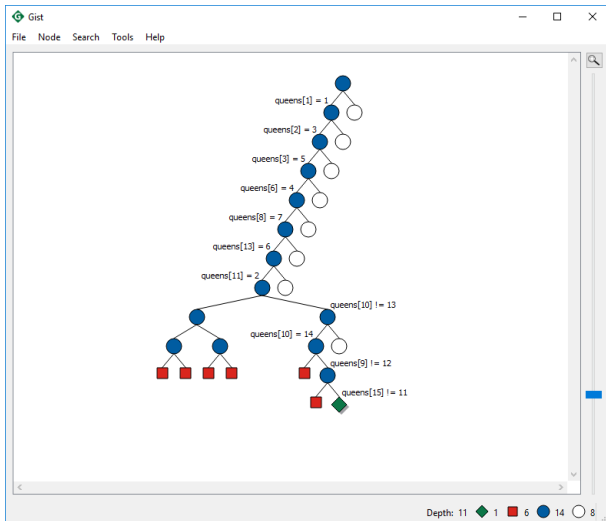 Gist
File Node Search Tools Help
queens[1] = 1
queens[2] = 3
queens[3] = 5
queens[6] = 4
queens[8] = 7
queens[13] = 6
queens[11] = 2
queens[10] != 13
queens[10] = 14
queens[9] != 12
queens[15] != 11
Depth: 11 1 6 14 8